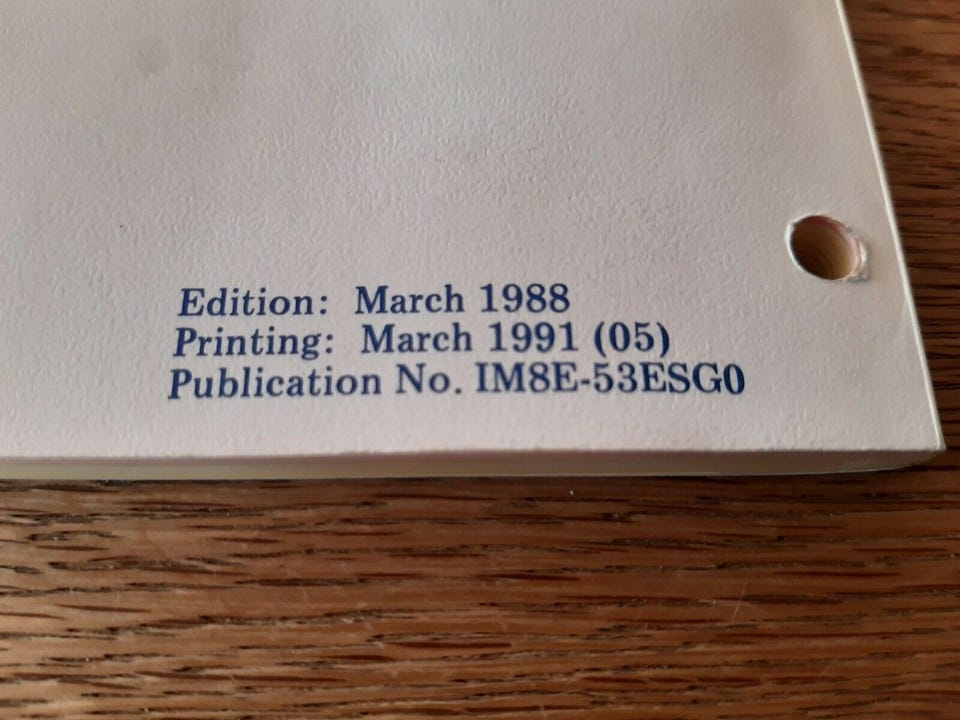 Edition: March 1988
Printing: March 1991 (05)
Publication No. IM8E-53ESG0